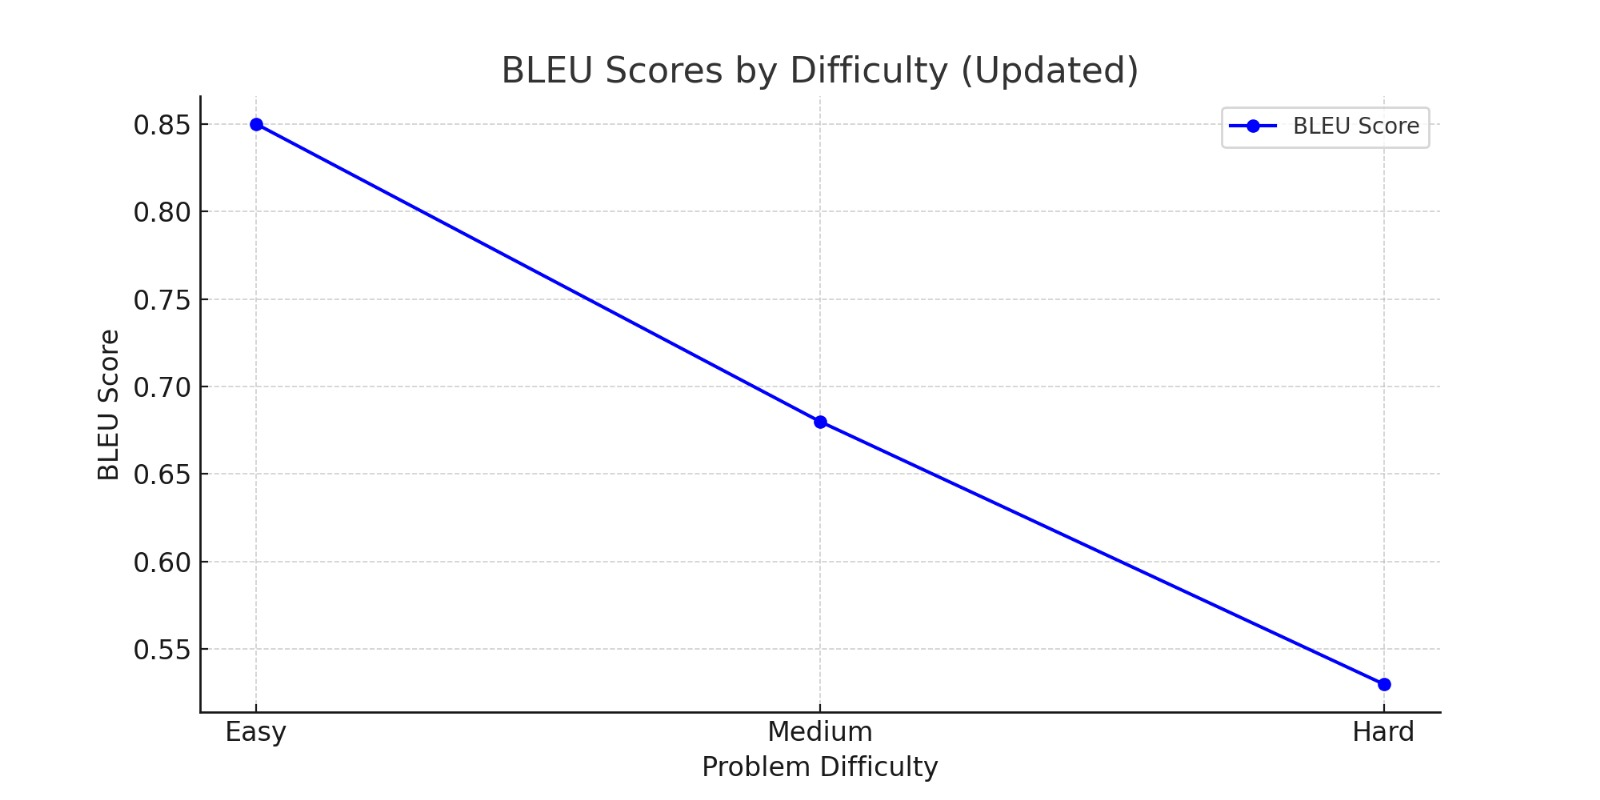 BLEU Scores by Difficulty (Updated)
BLEU Score
0.85
0.80
0.75
0.70
0.65
0.60
0.55
BLEU Score
Easy Medium Hard
Problem Difficulty